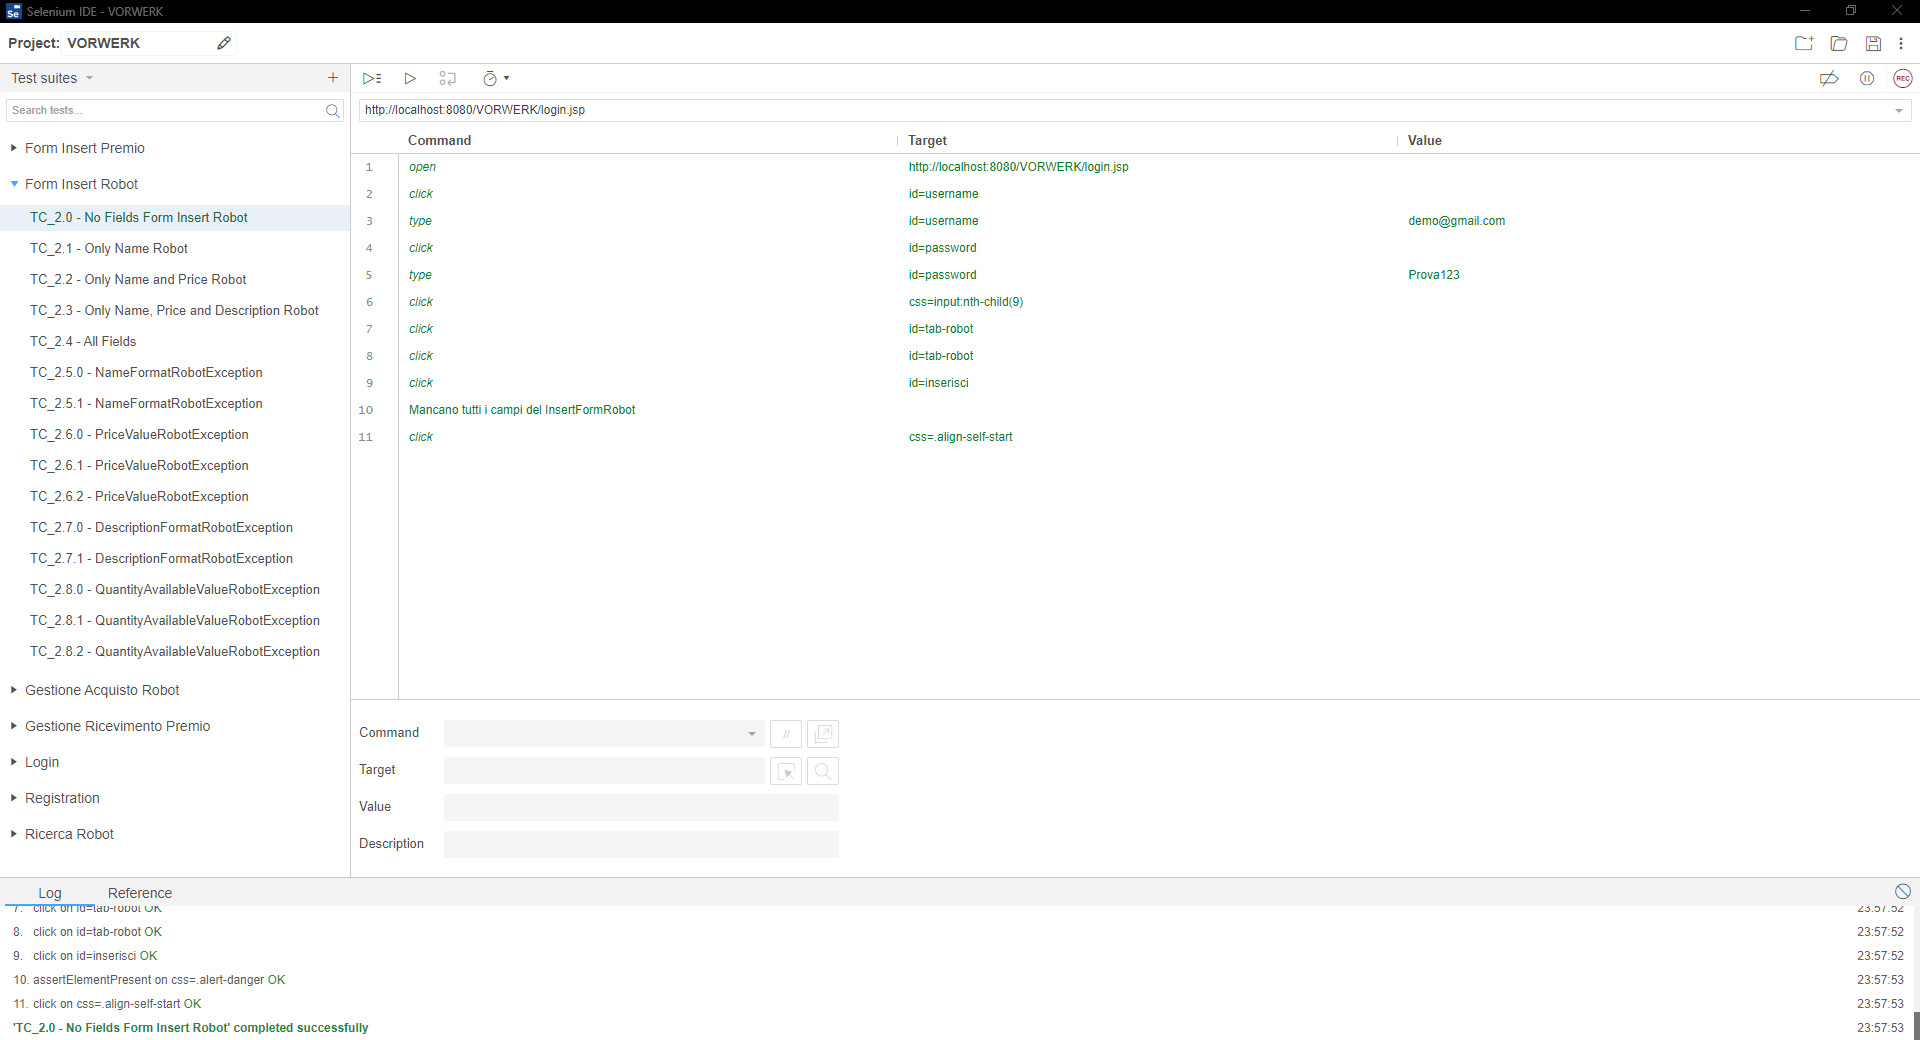 Selenium IDE - VORWERK
Project: VORWERK
Test suites
Search tests...
http://localhost:8080/VORWERK/login.jsp
Form Insert Premio
Form Insert Robot
TC_2.0 - No Fields Form Insert Robot
TC_2.1 - Only Name Robot
TC_2.2 - Only Name and Price Robot
TC_2.3 - Only Name, Price and Description Robot
TC_2.4 - All Fields
TC_2.5.0 - NameFormatRobotException
TC_2.5.1 - NameFormatRobotException
TC_2.6.0 - PriceValueRobotException
TC_2.6.1 - PriceValueRobotException
TC_2.6.2 - PriceValueRobotException
TC_2.7.0 - DescriptionFormatRobotException
TC_2.7.1 - DescriptionFormatRobotException
TC_2.8.0 - QuantityAvailableValueRobotException
TC_2.8.1 - QuantityAvailableValueRobotException
TC_2.8.2 - QuantityAvailableValueRobotException
Gestione Acquisto Robot
Gestione Ricevimento Premio
Login
Registration
Ricerca Robot
REC
Command Target Value
1 open http://localhost:8080/VORWERK/login.jsp
2 click id=username
3 type id=username demo@gmail.com
4 click id=password
5 type id=password Prova123
6 click css=input:nth-child(9)
7 click id=tab-robot
8 click id=tab-robot
9 click id=inserisci
10 Mancano tutti i campi del InsertFormRobot
11 click css=.align-self-start
Command //
Target
Value
Description
Log Reference
7. click on id=tab-robot OK 23:57:52
8. click on id=tab-robot OK 23:57:52
9. click on id=inserisci OK 23:57:52
10. assertElementPresent on css=.alert-danger OK 23:57:53
11. click on css=.align-self-start OK 23:57:53
'TC_2.0 - No Fields Form Insert Robot' completed successfully 23:57:53